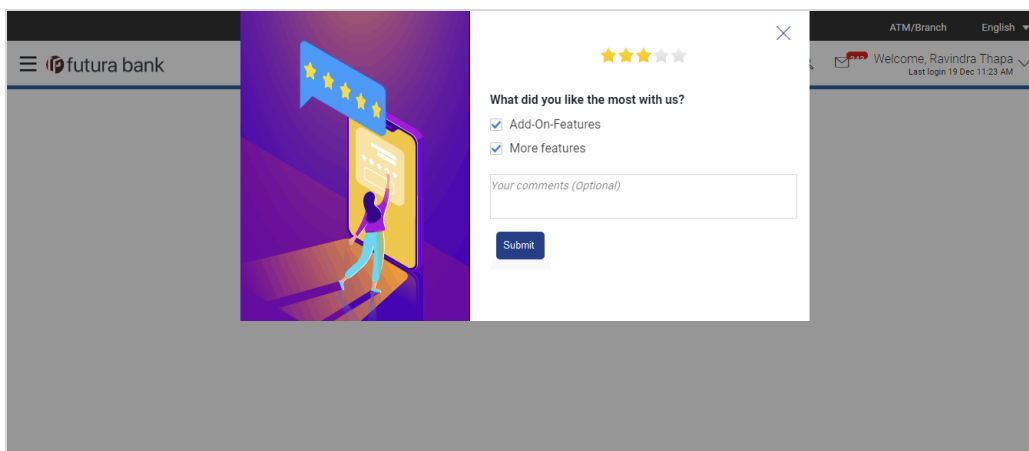 ATM/Branch English
futura bank
Welcome, Ravindra Thapa
Last login 19 Dec 11:23 AM
What did you like the most with us?
Add-On-Features
More features
Your comments (Optional)
Submit